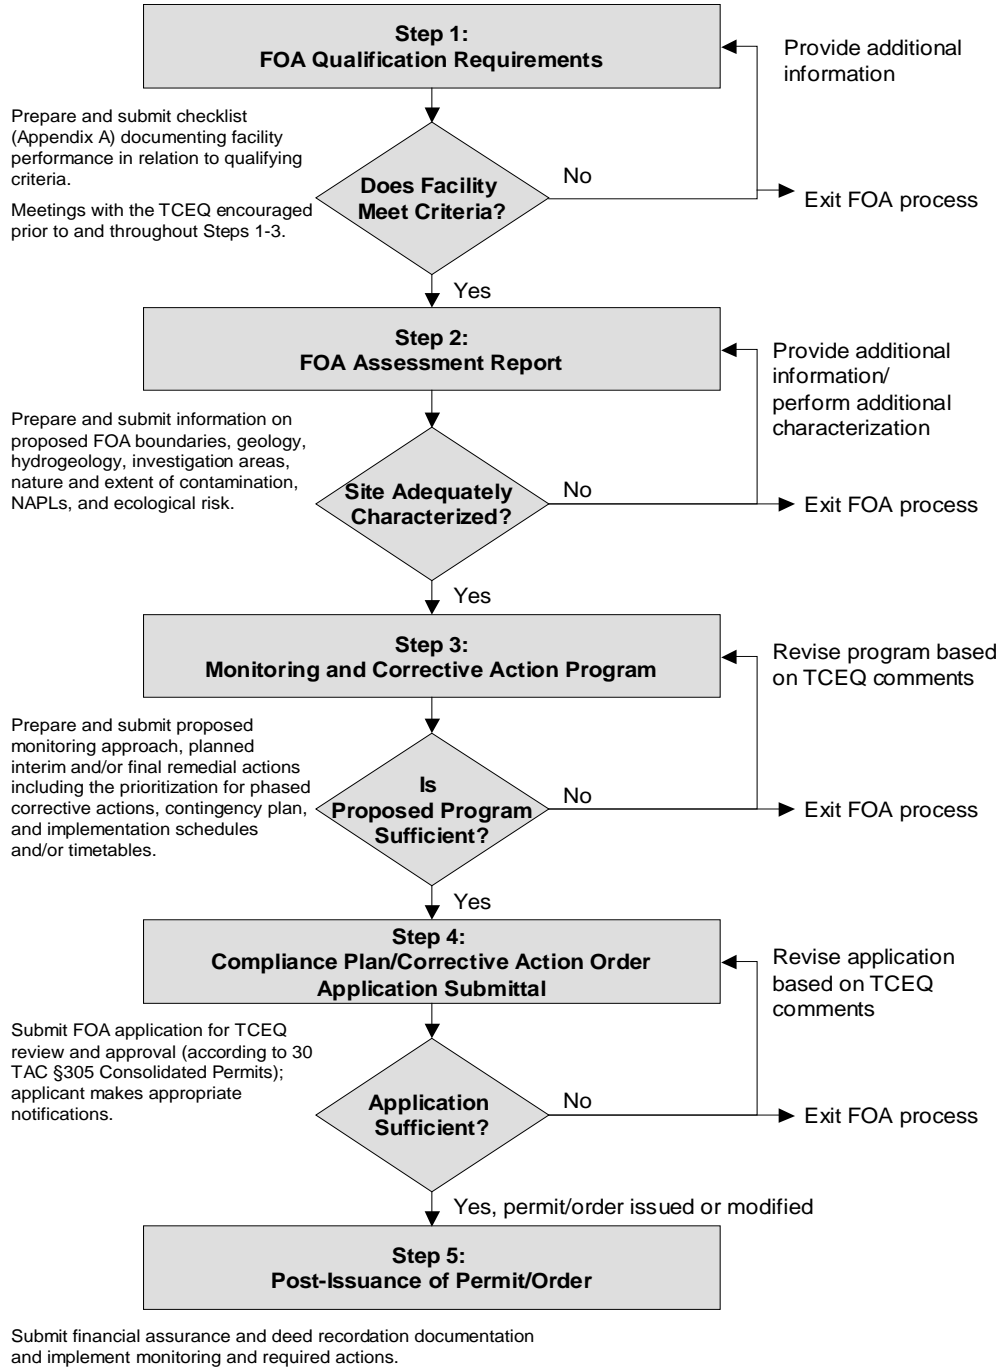 Step 1:
FOA Qualification Requirements
Provide additional
information
Prepare and submit checklist
(Appendix A) documenting facility
performance in relation to qualifying
criteria.
Meetings with the TCEQ encouraged
prior to and throughout Steps 1-3.
Does Facility
Meet Criteria?
No
Exit FOA process
Yes
Step 2:
FOA Assessment Report
Provide additional
information/
perform additional
characterization
Prepare and submit information on
proposed FOA boundaries, geology,
hydrogeology, investigation areas,
nature and extent of contamination,
NAPLs, and ecological risk.
Site Adequately
Characterized?
No
Exit FOA process
Yes
Step 3:
Monitoring and Corrective Action Program
Revise program based
on TCEQ comments
Prepare and submit proposed
monitoring approach, planned
interim and/or final remedial actions
including the prioritization for phased
corrective actions, contingency plan,
and implementation schedules
and/or timetables.
Is
Proposed Program
Sufficient?
No
Exit FOA process
Yes
Step 4:
Compliance Plan/Corrective Action Order
Application Submittal
Revise application
based on TCEQ
comments
Submit FOA application for TCEQ
review and approval (according to 30
TAC §305 Consolidated Permits);
applicant makes appropriate
notifications.
Application
Sufficient?
No
Exit FOA process
Yes, permit/order issued or modified
Step 5:
Post-Issuance of Permit/Order
Submit financial assurance and deed recordation documentation
and implement monitoring and required actions.